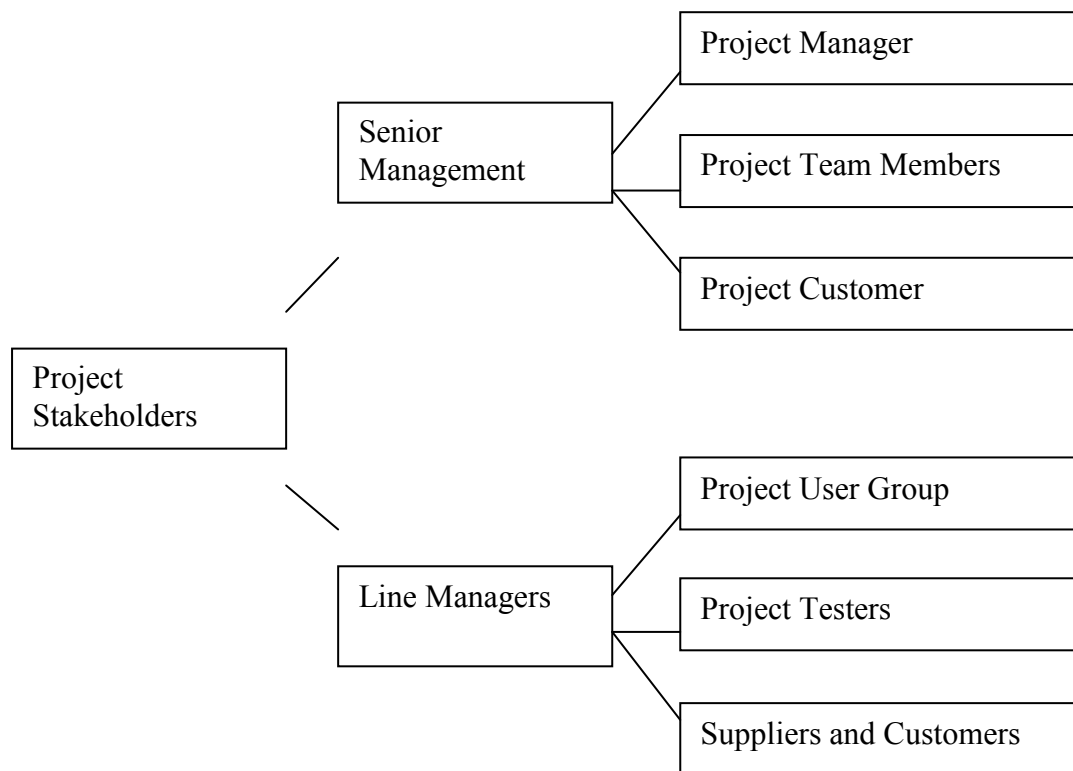 Project Manager
Senior
Management
Project Team Members
Project Customer
Project
Stakeholders
Project User Group
Line Managers
Project Testers
Suppliers and Customers